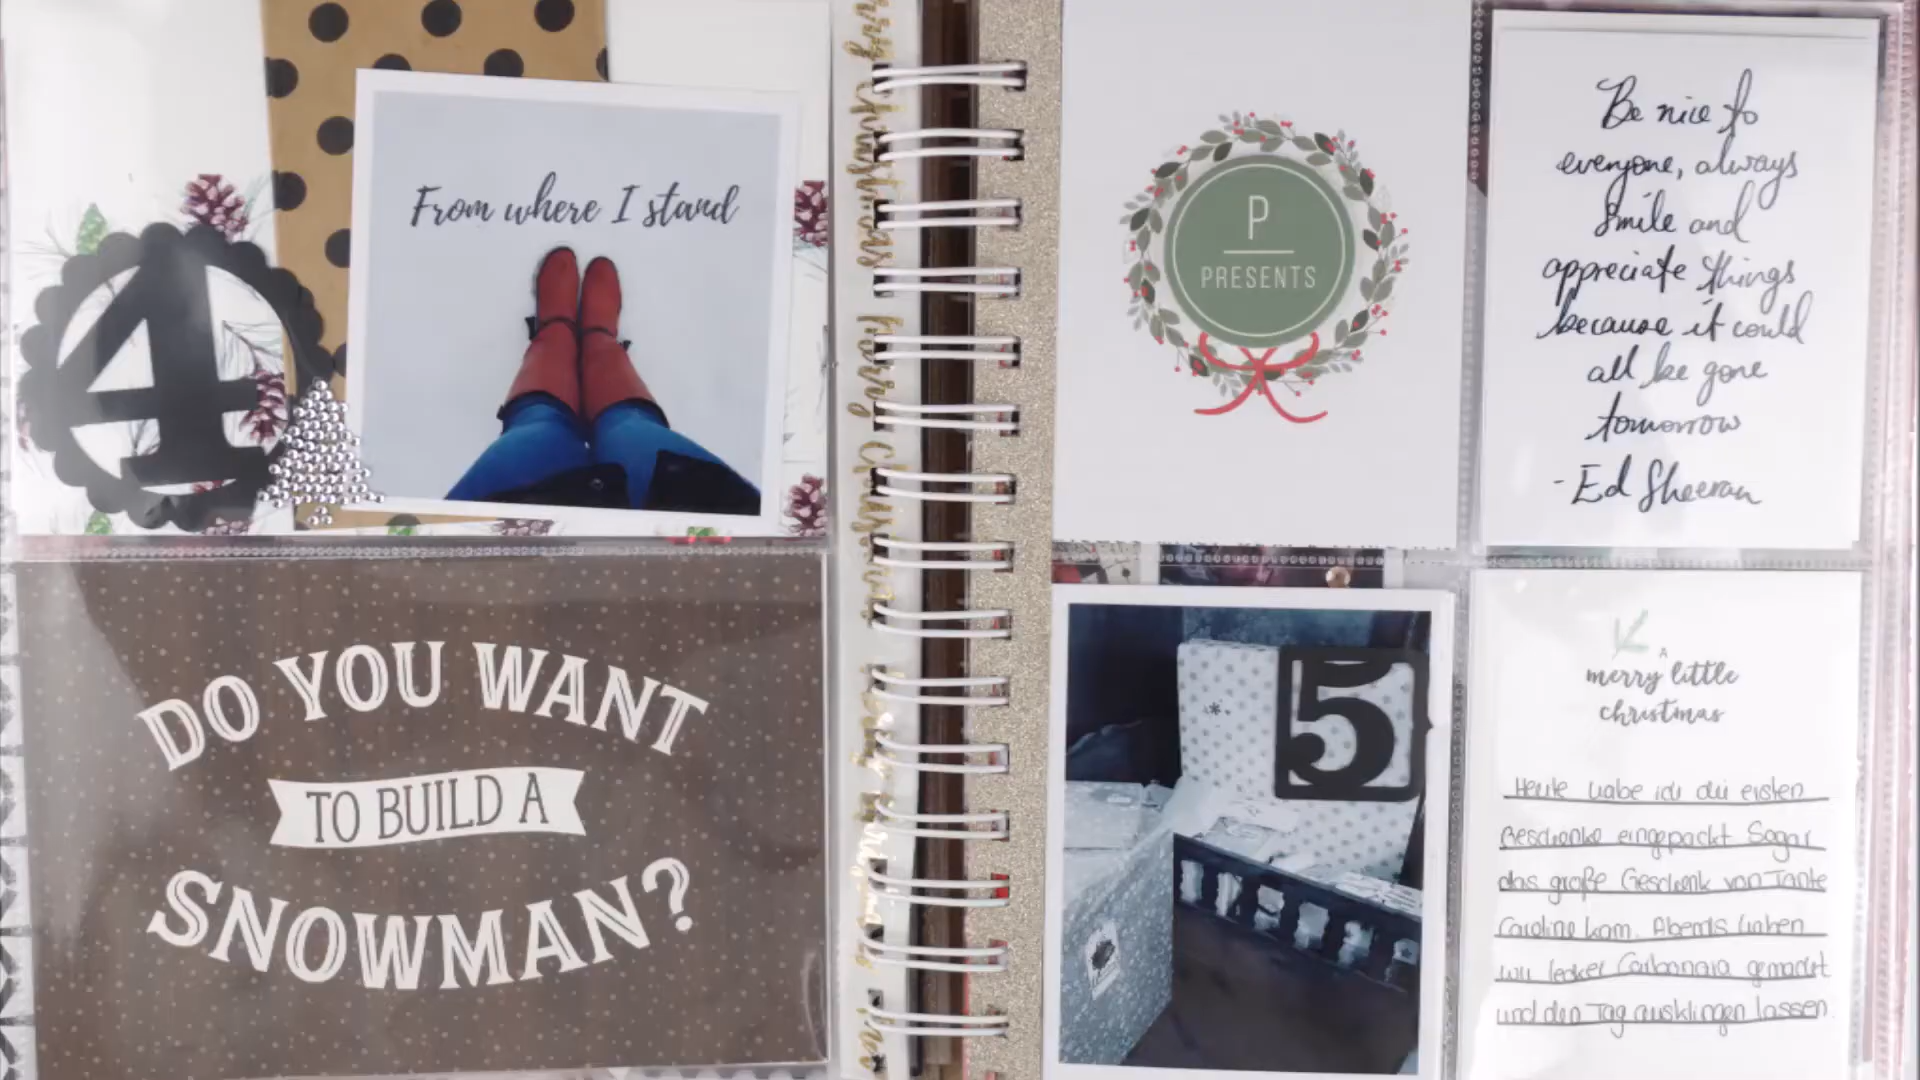 4
From where I stand
DO YOU WANT
TO BUILD A
SNOWMAN?
P
PRESENTS
Be nice to
everyone, always
smile and
appreciate things
because it could
all be gone
tomorrow
- Ed Sheeran
5
A
merry little
christmas
Heute habe ich die ersten
Geschenke eingepackt. Sogar
das große Geschenk von Tante
Caroline kam. Abends haben
wir lecker Carbonara gemacht
und den Tag ausklingen lassen.